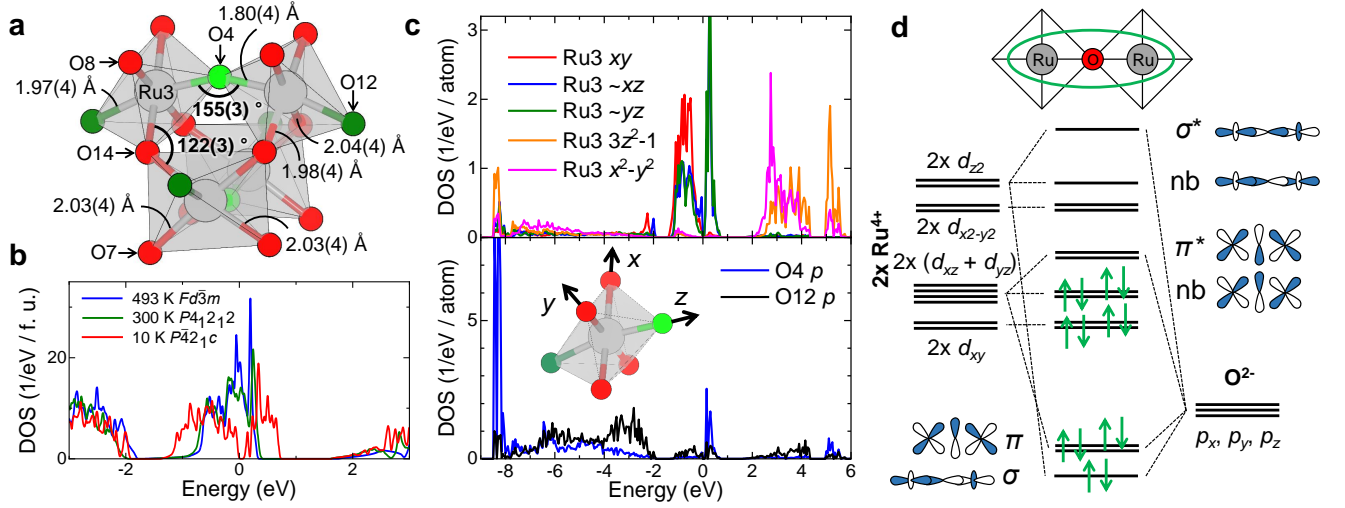 a
1.80(4) Å
O4
O8
O12
1.97(4) Å
Ru3
155(3) °
122(3) °
O14
2.04(4) Å
1.98(4) Å
2.03(4) Å
O7
2.03(4) Å
b
DOS (1/eV / f. u.)
20
0
493 K Fd3̄m
300 K P4₁2₁2
10 K P4̄2₁c
-2 0 2
Energy (eV)
c
DOS (1/eV / atom)
3
2
1
0
Ru3 xy
Ru3 ~xz
Ru3 ~yz
Ru3 3z²-1
Ru3 x²-y²
DOS (1/eV / atom)
5
0
x
y
z
O4 p
O12 p
-8 -6 -4 -2 0 2 4 6
Energy (eV)
d
Ru O Ru
σ*
nb
π*
nb
2x Ru⁴⁺
2x d_z2
2x d_x2-y2
2x (d_xz + d_yz)
2x d_xy
O²⁻
p_x, p_y, p_z
π
σ